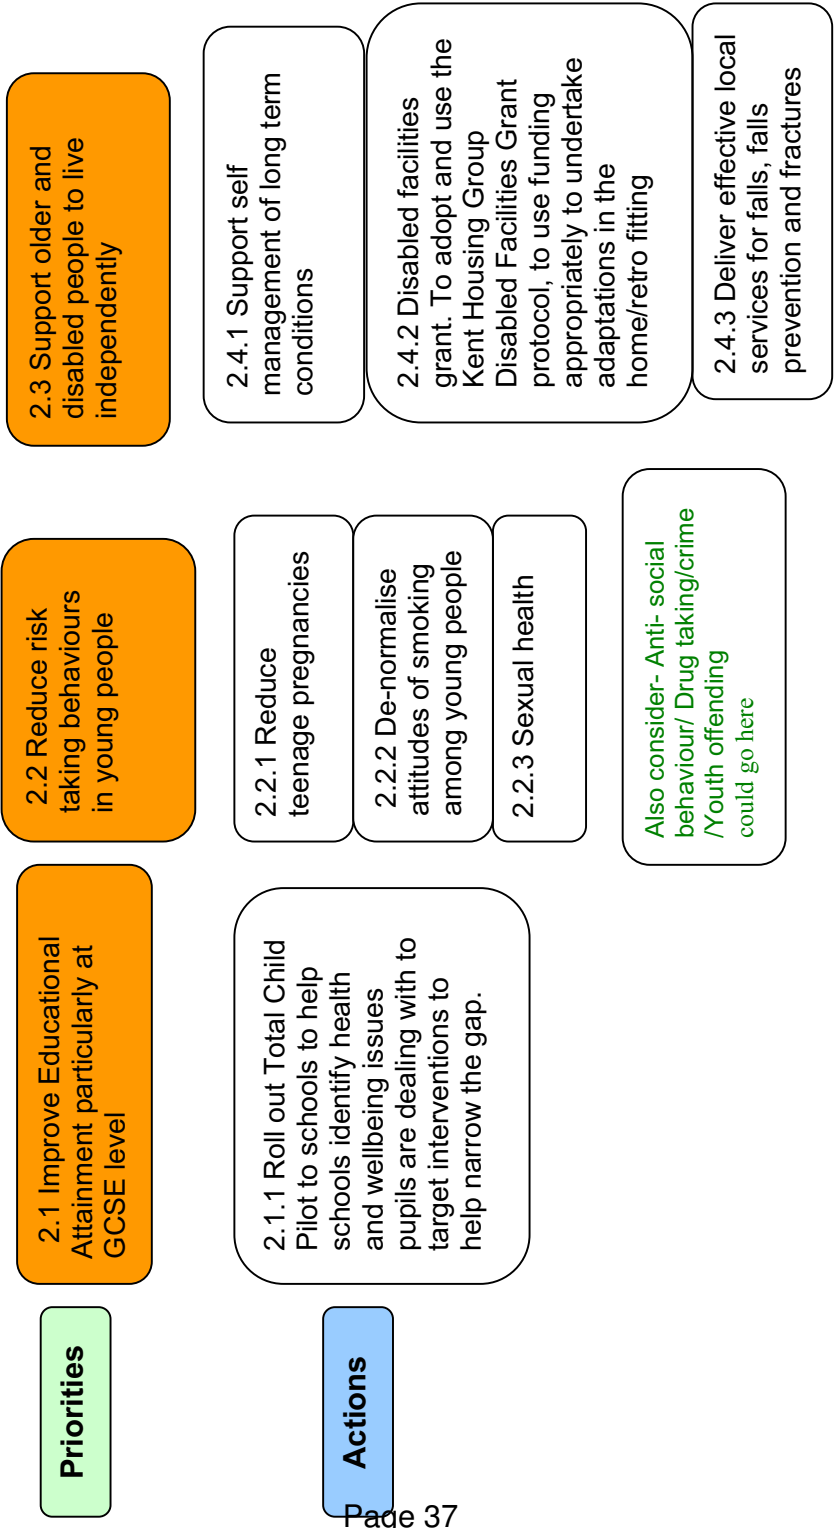 Priorities
2.1 Improve Educational
Attainment particularly at
GCSE level
2.2 Reduce risk
taking behaviours
in young people
2.3 Support older and
disabled people to live
independently
Actions
2.1.1 Roll out Total Child
Pilot to schools to help
schools identify health
and wellbeing issues
pupils are dealing with to
target interventions to
help narrow the gap.
2.2.1 Reduce
teenage pregnancies
2.2.2 De-normalise
attitudes of smoking
among young people
2.2.3 Sexual health
Also consider- Anti- social
behaviour/ Drug taking/crime
/Youth offending
could go here
2.4.1 Support self
management of long term
conditions
2.4.2 Disabled facilities
grant. To adopt and use the
Kent Housing Group
Disabled Facilities Grant
protocol, to use funding
appropriately to undertake
adaptations in the
home/retro fitting
2.4.3 Deliver effective local
services for falls, falls
prevention and fractures
Page 37